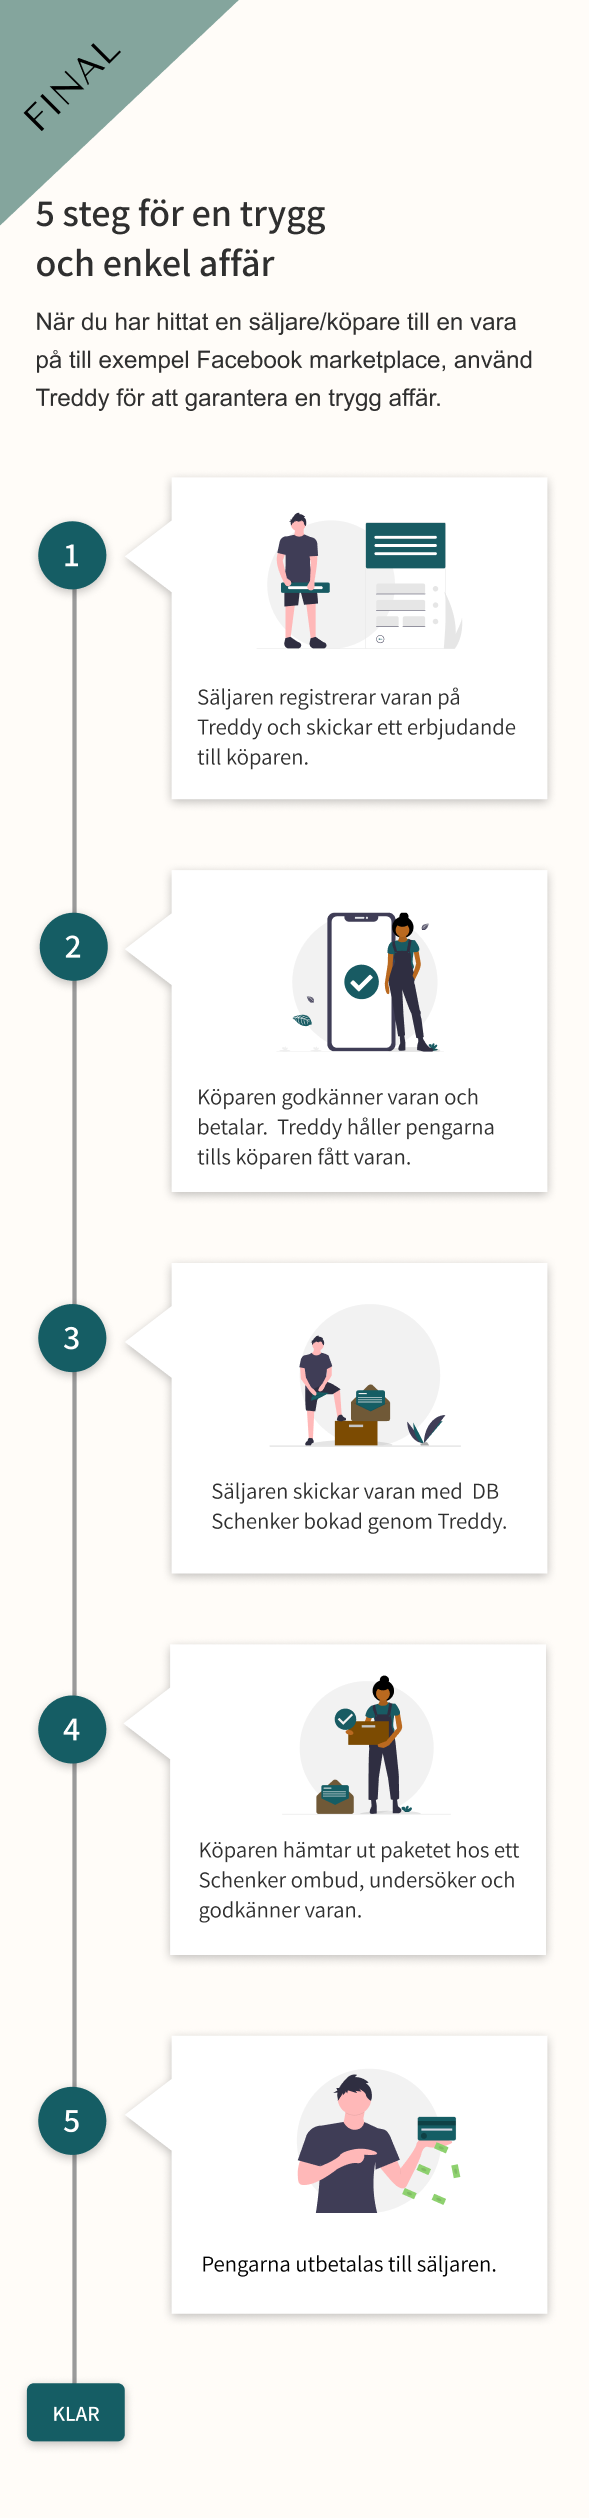 FINAL
5 steg för en trygg
och enkel affär
När du har hittat en säljare/köpare till en vara
på till exempel Facebook marketplace, använd
Treddy för att garantera en trygg affär.
1
Säljaren registrerar varan på
Treddy och skickar ett erbjudande
till köparen.
2
Köparen godkänner varan och
betalar.  Treddy håller pengarna
tills köparen fått varan.
3
Säljaren skickar varan med  DB
Schenker bokad genom Treddy.
4
Köparen hämtar ut paketet hos ett
Schenker ombud, undersöker och
godkänner varan.
5
Pengarna utbetalas till säljaren.
KLAR